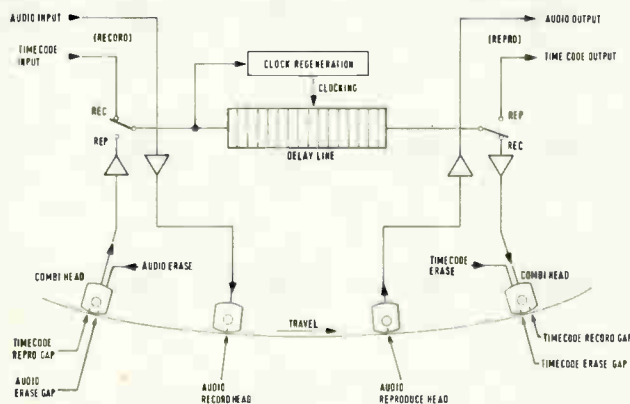 AUDIO INPUT
(RECORD)
TIMECODE
INPUT
CLOCK REGENERATION
CLOCKING
AUDIO OUTPUT
(REPRO)
TIME CODE OUTPUT
REC
REP
DELAY LINE
REP
REC
COMBI HEAD
AUDIO ERASE
TIMECODE
ERASE
COMBI HEAD
TRAVEL
TIMECODE
REPRO GAP
AUDIO
ERASE GAP
AUDIO
RECORD HEAD
AUDIO
REPRODUCE HEAD
TIMECODE RECORD GAP
TIMECODE ERASE GAP